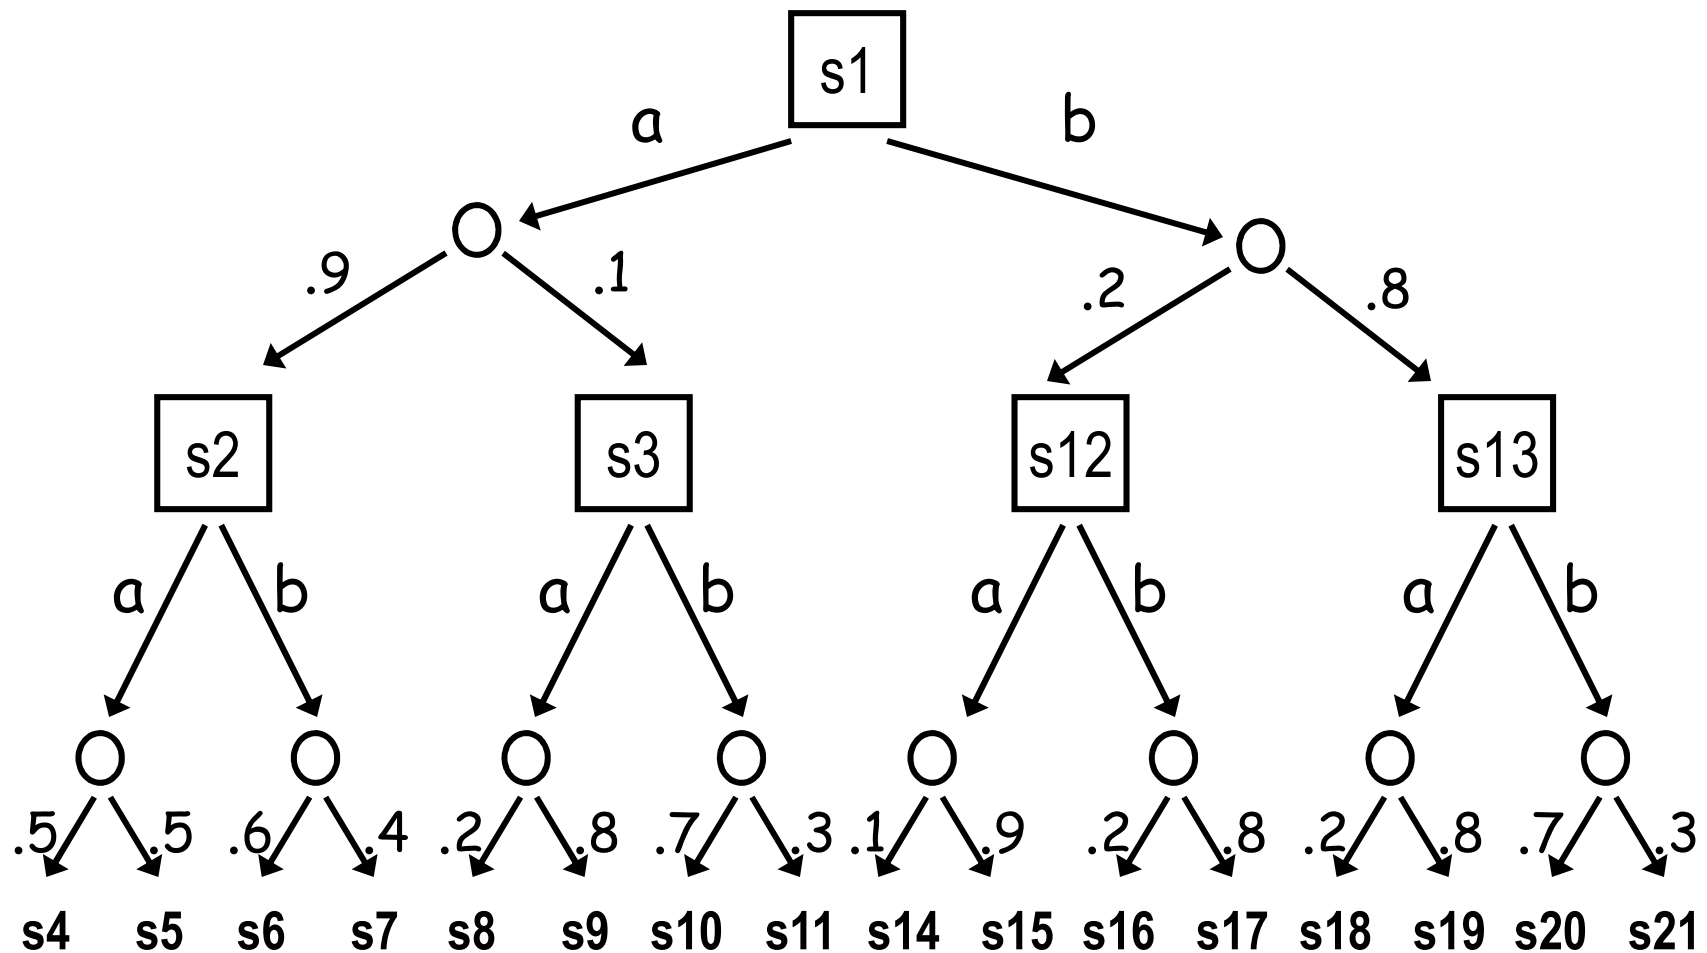 s1
a b
.9 .1 .2 .8
s2 s3 s12 s13
a b a b a b a b
.5 .5 .6 .4 .2 .8 .7 .3 .1 .9 .2 .8 .2 .8 .7 .3
s4 s5 s6 s7 s8 s9 s10 s11 s14 s15 s16 s17 s18 s19 s20 s21